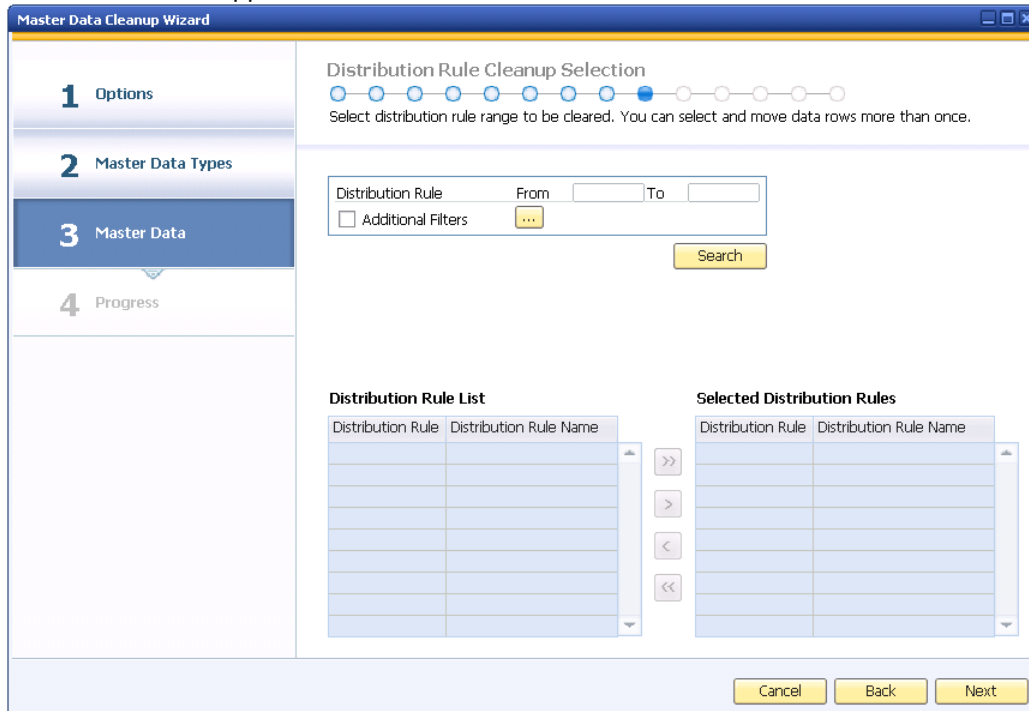 Master Data Cleanup Wizard
1 Options
2 Master Data Types
3 Master Data
4 Progress
Distribution Rule Cleanup Selection
Select distribution rule range to be cleared. You can select and move data rows more than once.
Distribution Rule From To
Additional Filters ...
Search
Distribution Rule List
Distribution Rule Distribution Rule Name
>>
>
<
<<
Selected Distribution Rules
Distribution Rule Distribution Rule Name
Cancel Back Next